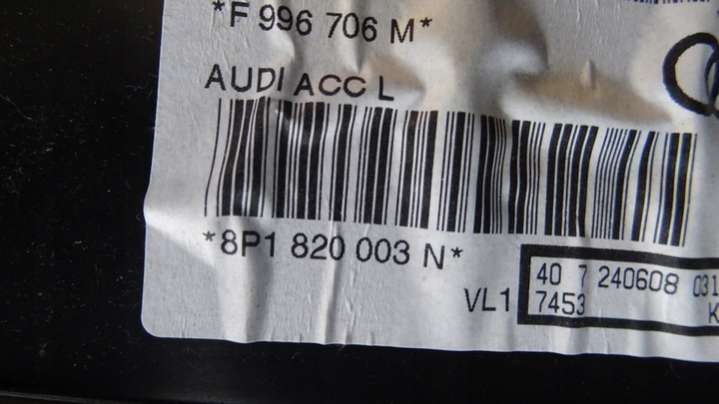 *F 996 706 M*
AUDI ACC L
*8P1 820 003 N*
VL1
40 7 240608 031
7453 K